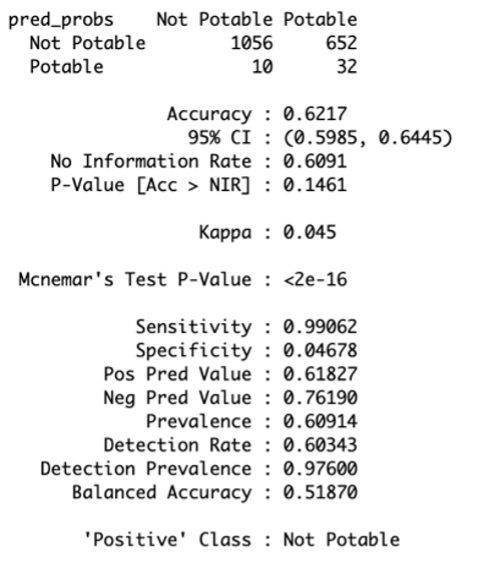 pred_probs Not Potable Potable
Not Potable 1056 652
Potable 10 32
Accuracy : 0.6217
95% CI : (0.5985, 0.6445)
No Information Rate : 0.6091
P-Value [Acc > NIR] : 0.1461
Kappa : 0.045
Mcnemar's Test P-Value : <2e-16
Sensitivity : 0.99062
Specificity : 0.04678
Pos Pred Value : 0.61827
Neg Pred Value : 0.76190
Prevalence : 0.60914
Detection Rate : 0.60343
Detection Prevalence : 0.97600
Balanced Accuracy : 0.51870
'Positive' Class : Not Potable